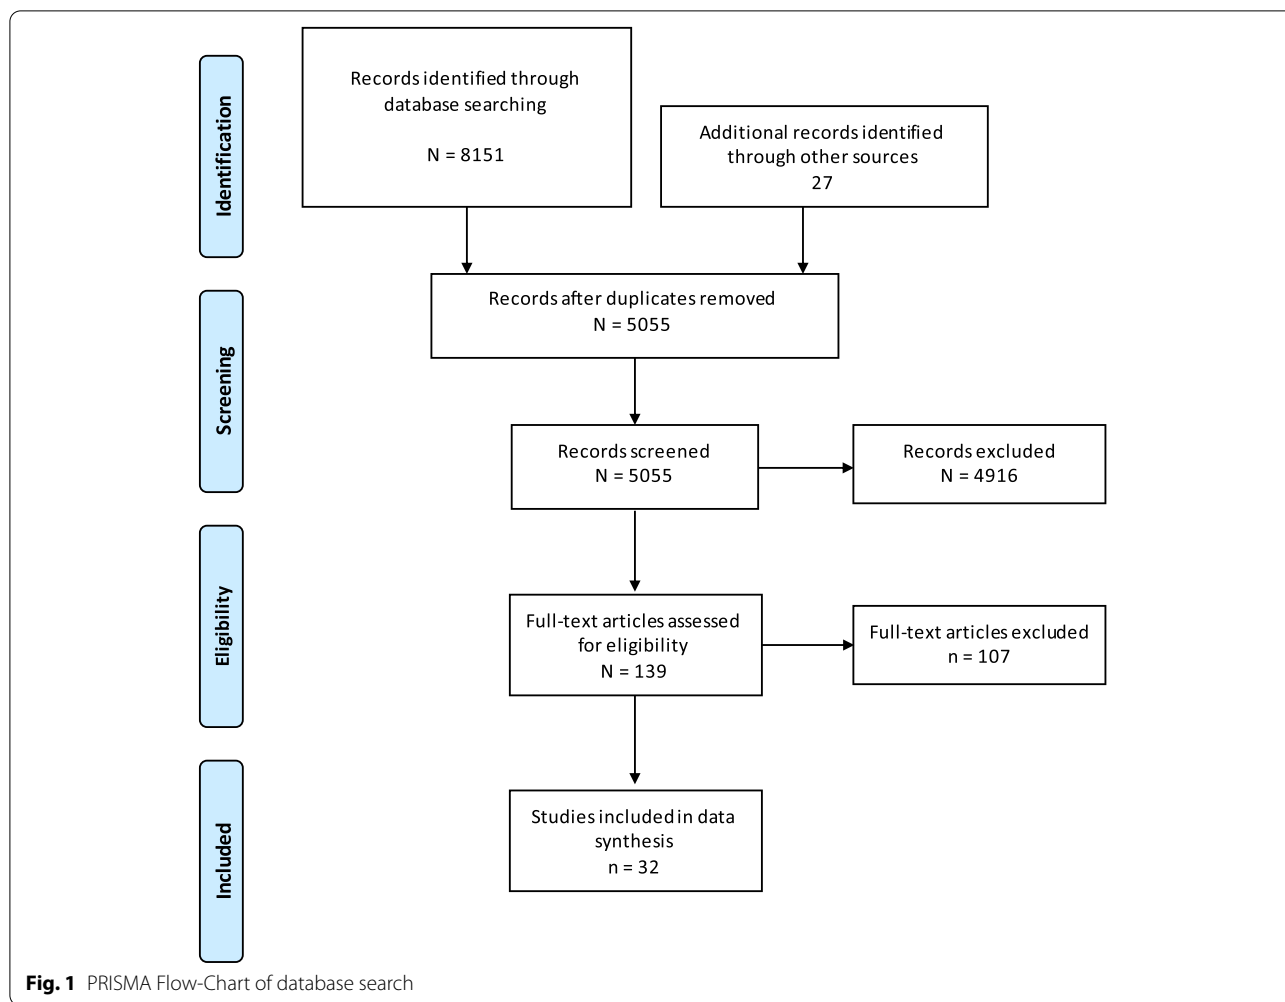 Identification
Records identified through
database searching
N = 8151
Additional records identified
through other sources
27
Screening
Records after duplicates removed
N = 5055
Records screened
N = 5055
Records excluded
N = 4916
Eligibility
Full-text articles assessed
for eligibility
N = 139
Full-text articles excluded
n = 107
Included
Studies included in data
synthesis
n = 32
Fig. 1 PRISMA Flow-Chart of database search